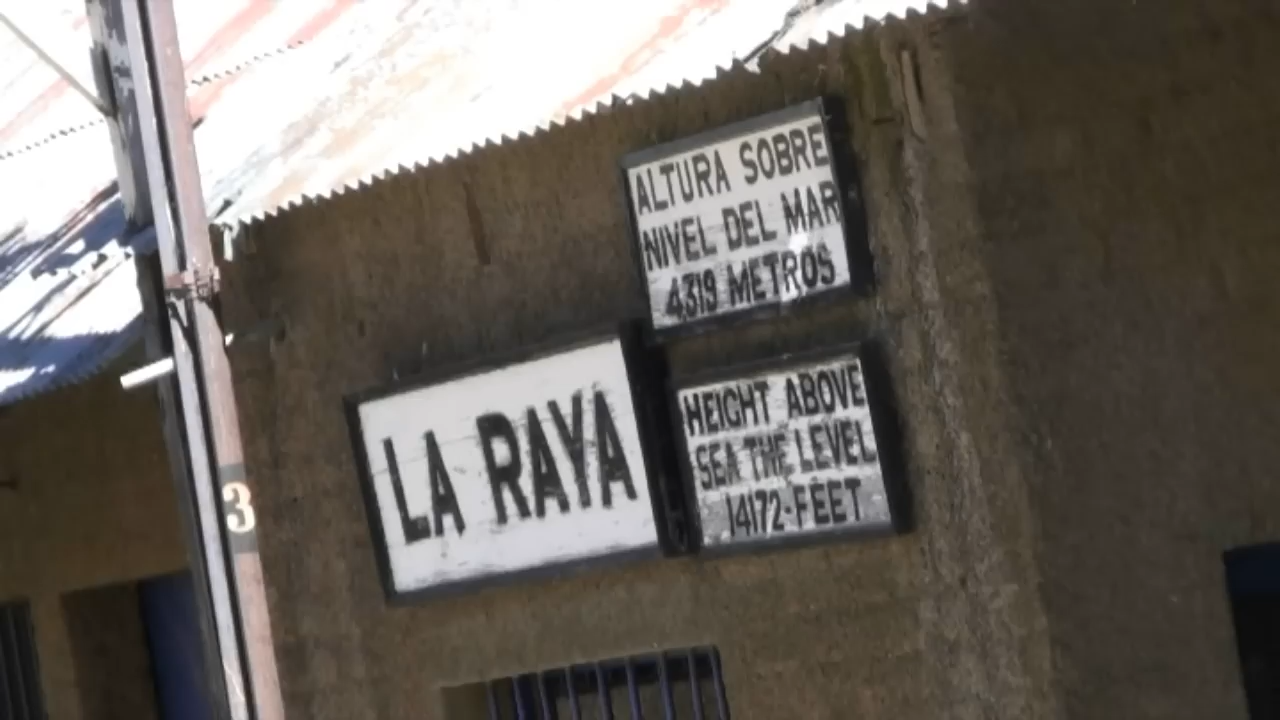 ALTURA SOBRE
NIVEL DEL MAR
4319 METROS
LA RAYA
HEIGHT ABOVE
SEA THE LEVEL
14172-FEET
3